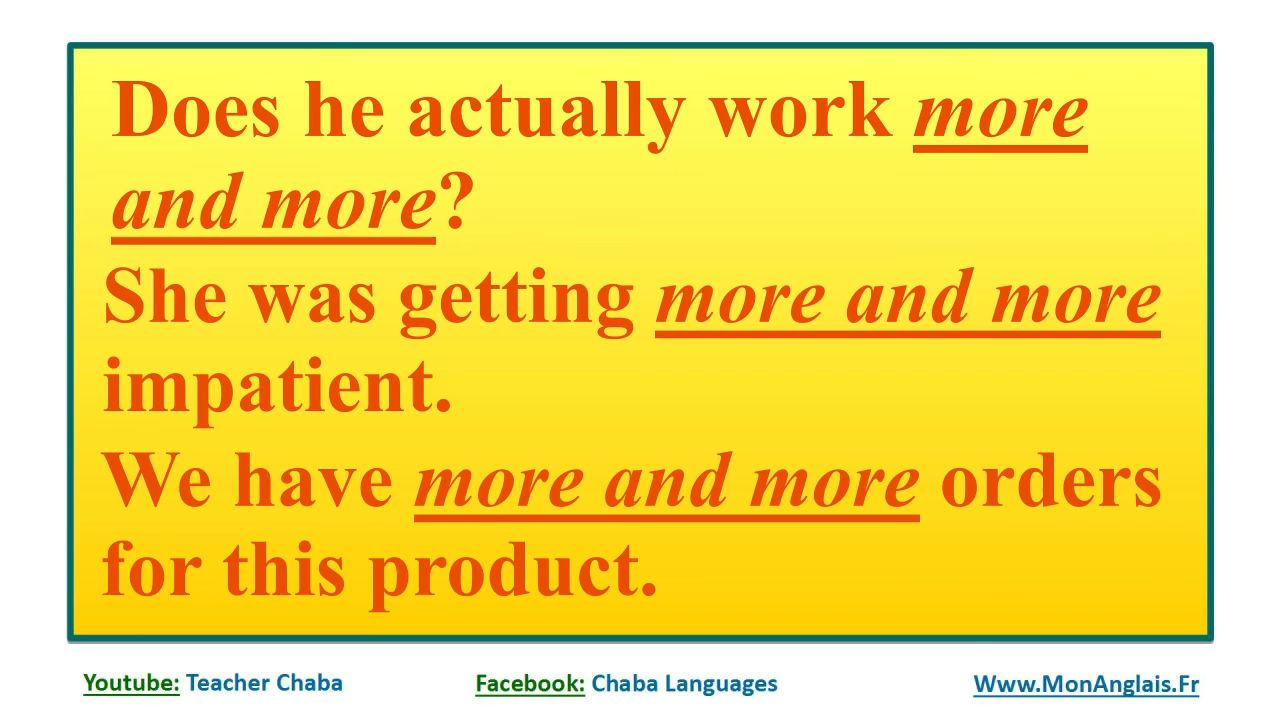 Does he actually work more
and more?
She was getting more and more
impatient.
We have more and more orders
for this product.
Youtube: Teacher Chaba
Facebook: Chaba Languages
Www.MonAnglais.Fr